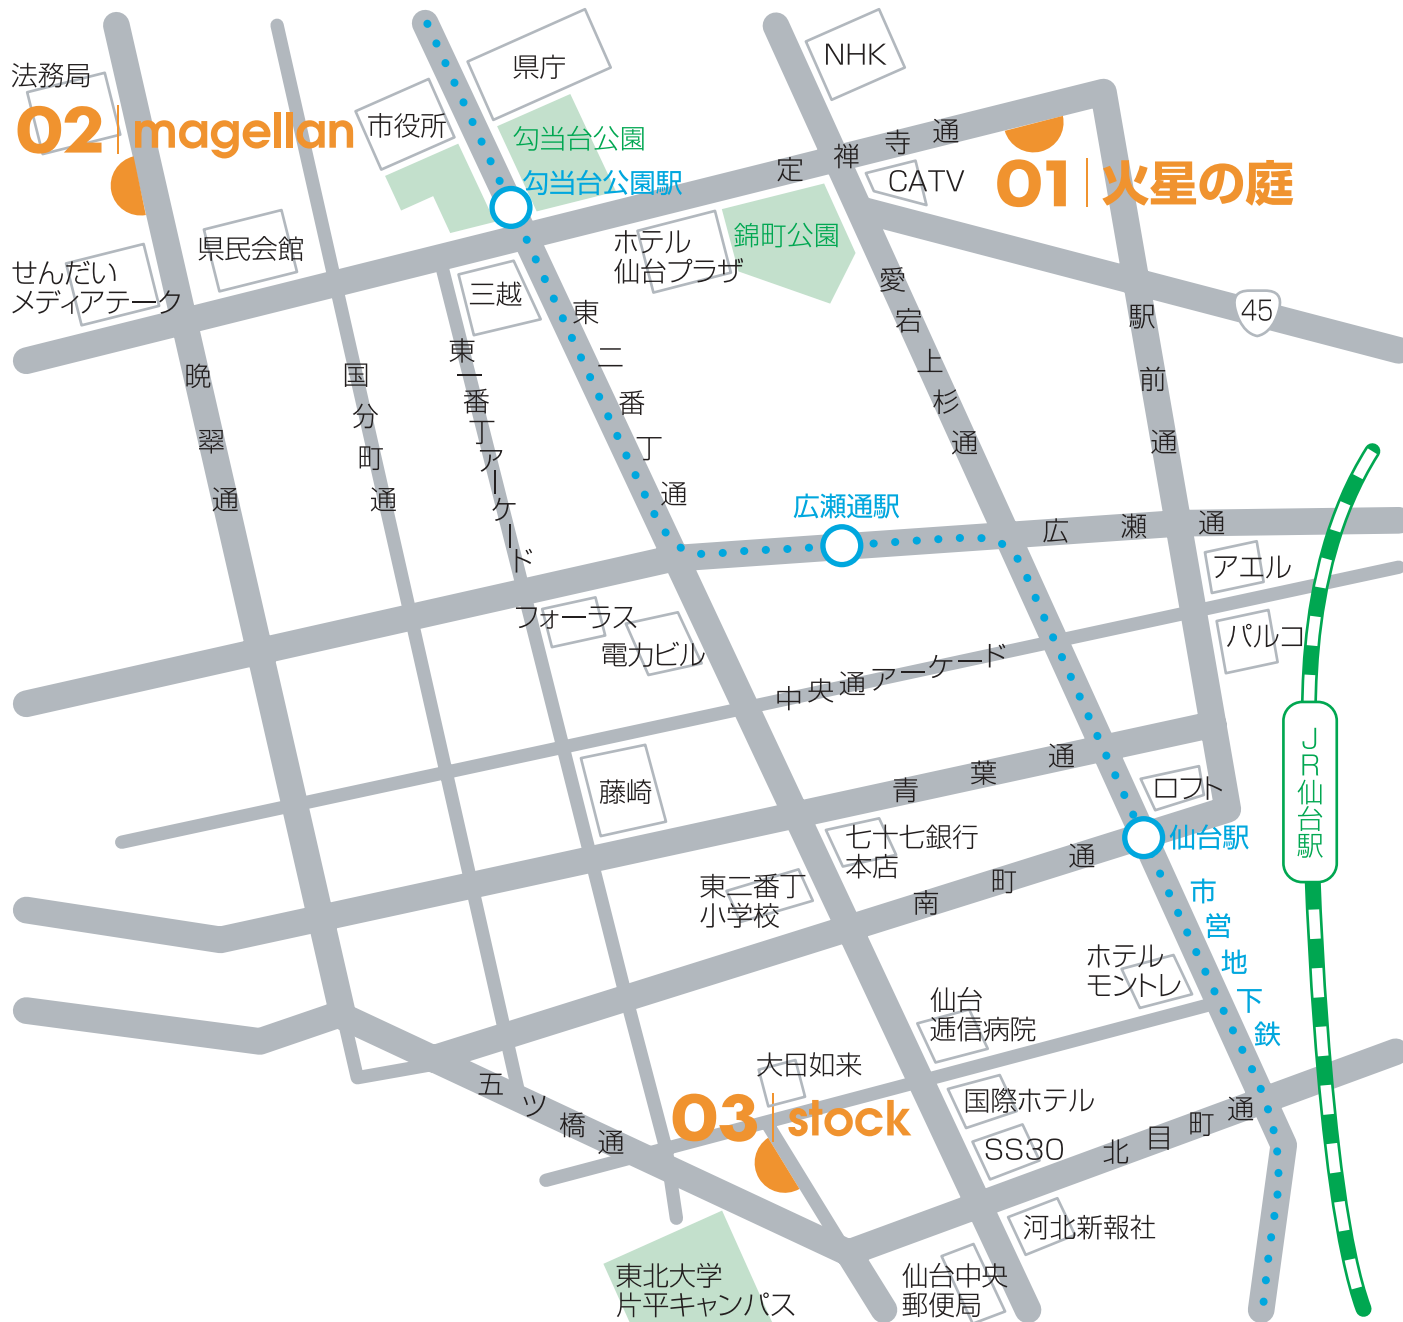 法務局
02 magellan
市役所
県庁
勾当台公園
勾当台公園駅
NHK
定禅寺通
CATV
01 火星の庭
県民会館
せんだい
メディアテーク
三越
ホテル
仙台プラザ
錦町公園
45
晩翠通
国分町通
東一番丁アーケード
東二番丁通
愛宕上杉通
駅前通
広瀬通駅
広瀬通
アエル
パルコ
フォーラス
電力ビル
中央通アーケード
藤崎
青葉通
ロフト
JR仙台駅
七十七銀行
本店
仙台駅
東二番丁
小学校
南町通
市営地下鉄
ホテル
モントレ
仙台
逓信病院
大日如来
五ツ橋通
03 stock
国際ホテル
SS30
北目町通
河北新報社
東北大学
片平キャンパス
仙台中央
郵便局